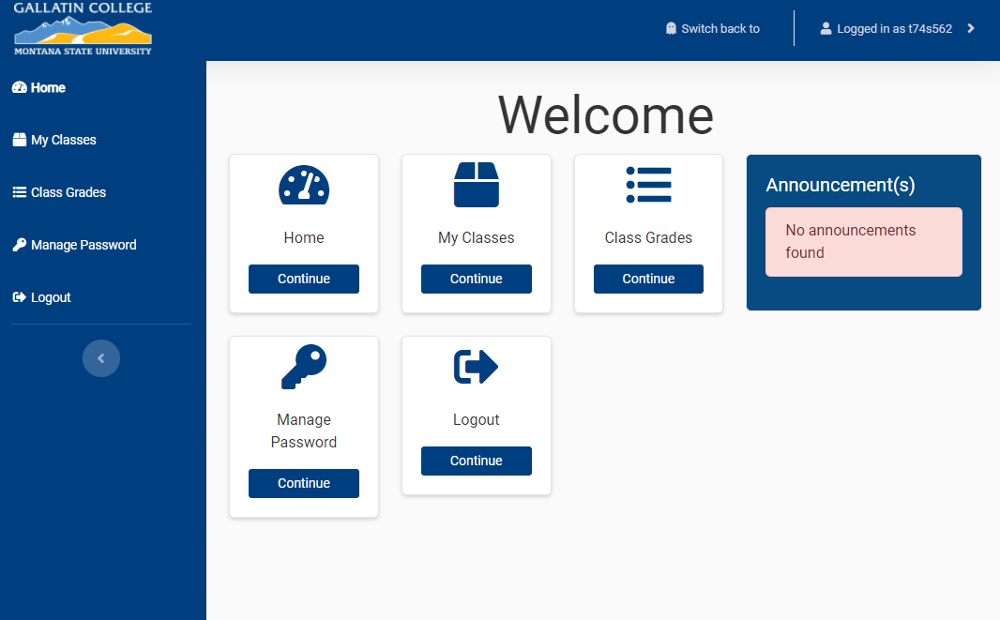 GALLATIN COLLEGE
MONTANA STATE UNIVERSITY
Switch back to
Logged in as t74s562
Home
My Classes
Class Grades
Manage Password
Logout
Welcome
Home
Continue
My Classes
Continue
Class Grades
Continue
Announcement(s)
No announcements
found
Manage
Password
Continue
Logout
Continue